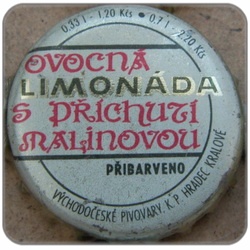 0,33 l - 1,20 Kčs • 0,7 l - 2,20 Kčs
OVOCNÁ
LIMONÁDA
S PŘÍCHUTÍ
MALINOVOU
PŘIBARVENO
VÝCHODOČESKÉ PIVOVARY, K. P. HRADEC KRÁLOVÉ